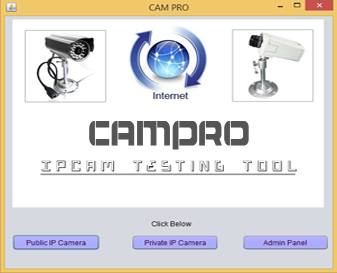 CAM PRO
Internet
CAMPRO
IPCAM TESTING TOOL
Click Below
Public IP Camera
Private IP Camera
Admin Panel